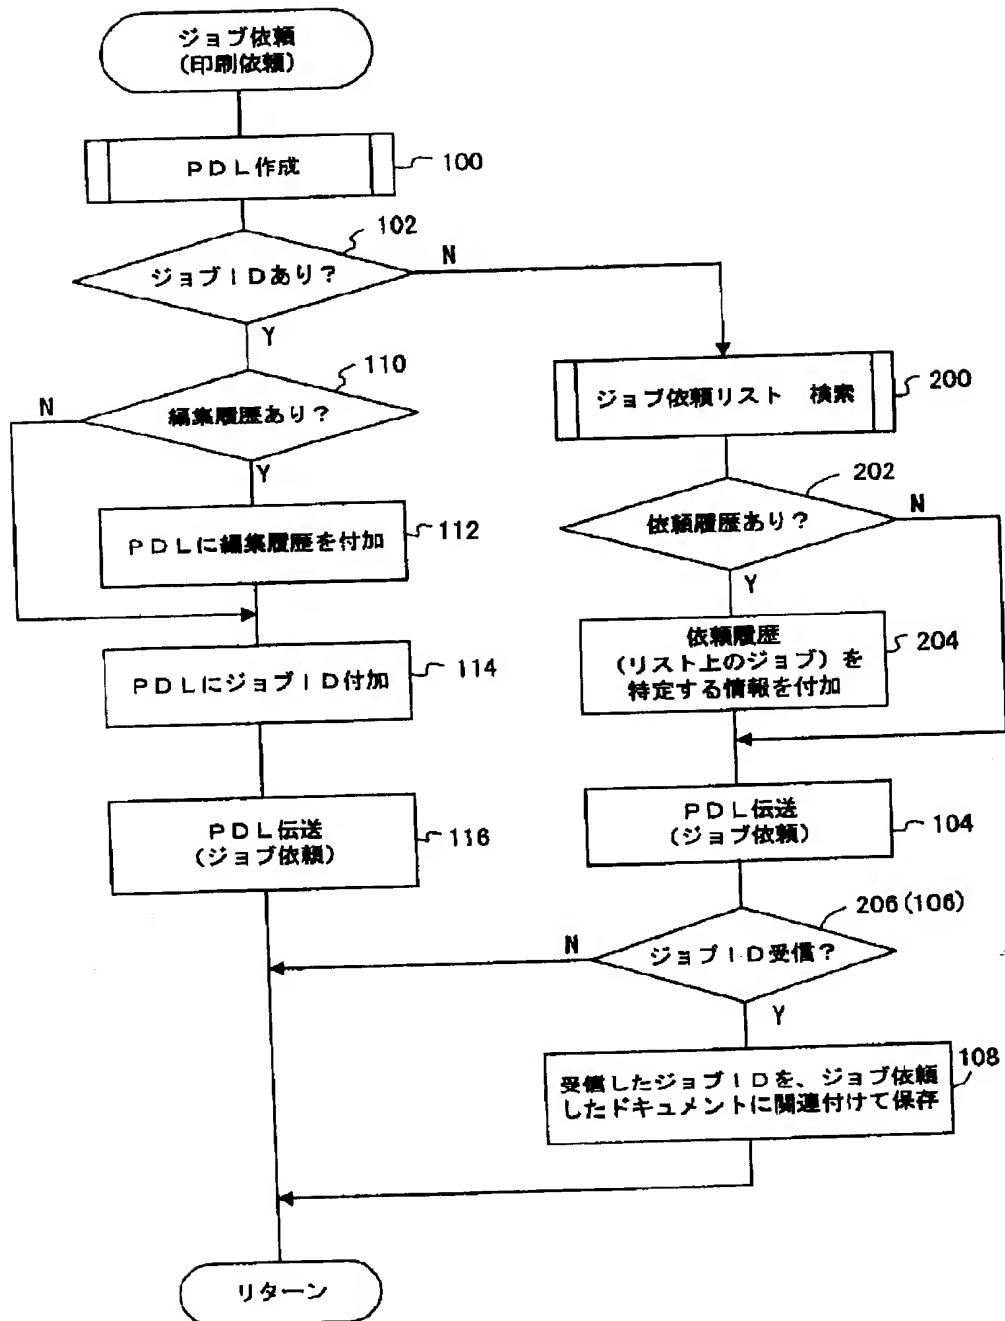 ジョブ依頼
(印刷依頼)
PDL作成
100
102
ジョブIDあり?
N
Y
110
N
編集履歴あり?
Y
PDLに編集履歴を付加
112
PDLにジョブID付加
114
PDL伝送
(ジョブ依頼)
116
ジョブ依頼リスト 検索
200
202
依頼履歴あり?
N
Y
依頼履歴
(リスト上のジョブ)を
特定する情報を付加
204
PDL伝送
(ジョブ依頼)
104
206(106)
N
ジョブID受信?
Y
108
受信したジョブIDを、ジョブ依頼
したドキュメントに関連付けて保存
リターン